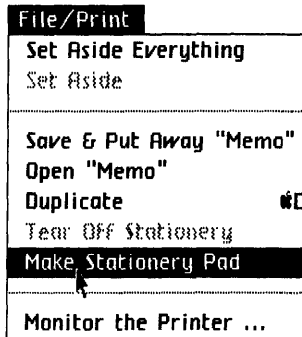 File/Print
Set Aside Everything
Set Aside
Save & Put Away "Memo"
Open "Memo"
Duplicate
Tear Off Stationery
Make Stationery Pad
Monitor the Printer ...